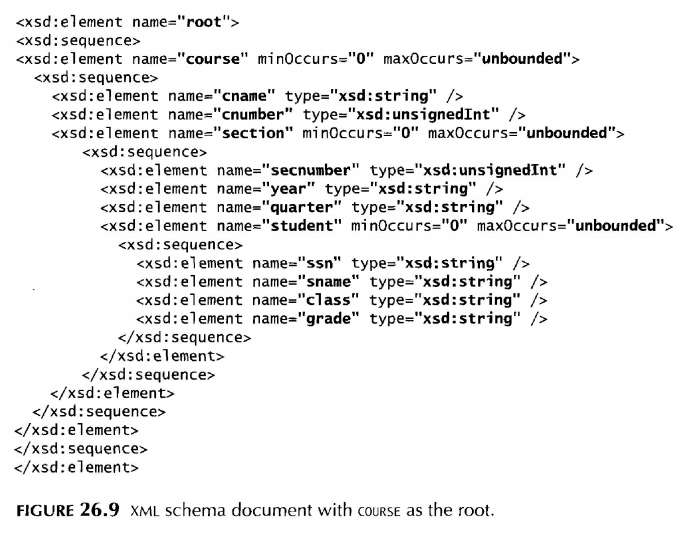 <xsd:element name="root">
<xsd:sequence>
<xsd:element name="course" minOccurs="0" maxOccurs="unbounded">
<xsd:sequence>
<xsd:element name="cname" type="xsd:string" />
<xsd:element name="cnumber" type="xsd:unsignedInt" />
<xsd:element name="section" minOccurs="0" maxOccurs="unbounded">
<xsd:sequence>
<xsd:element name="secnumber" type="xsd:unsignedInt" />
<xsd:element name="year" type="xsd:string" />
<xsd:element name="quarter" type="xsd:string" />
<xsd:element name="student" minOccurs="0" maxOccurs="unbounded">
<xsd:sequence>
<xsd:element name="ssn" type="xsd:string" />
<xsd:element name="sname" type="xsd:string" />
<xsd:element name="class" type="xsd:string" />
<xsd:element name="grade" type="xsd:string" />
</xsd:sequence>
</xsd:element>
</xsd:sequence>
</xsd:element>
</xsd:sequence>
</xsd:element>
</xsd:sequence>
</xsd:element>
FIGURE 26.9 XML schema document with COURSE as the root.